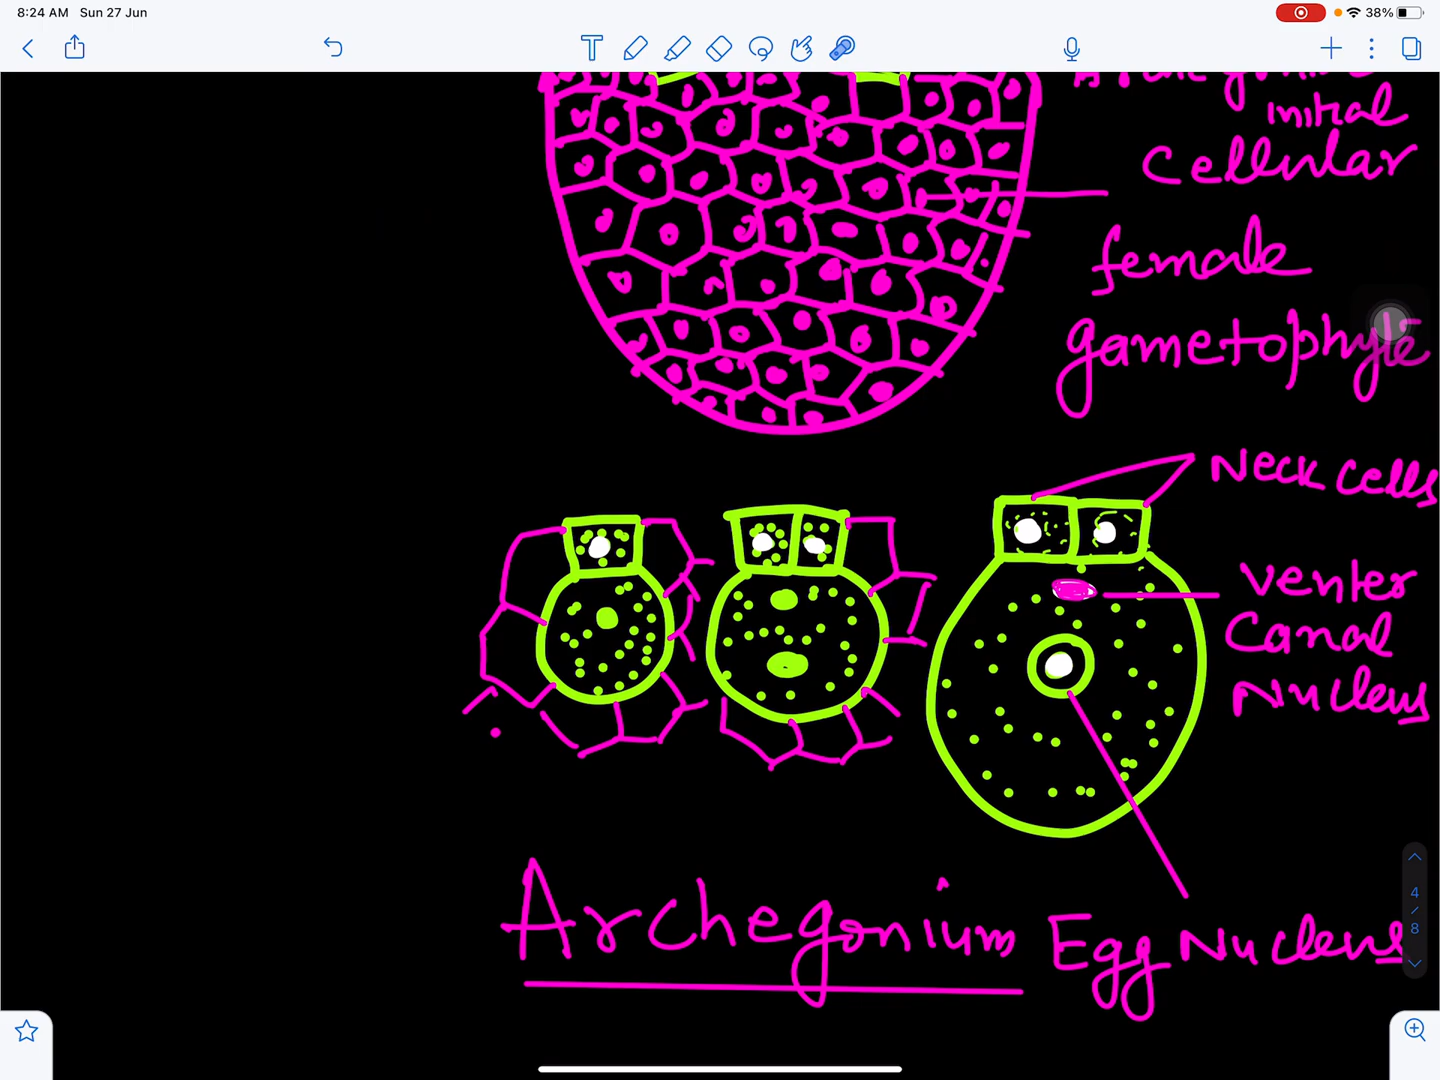 8:24 AM Sun 27 Jun
38%
T
initial
Cellular
female
gametophyte
Neck cells
Venter
Canal
Nucleus
4
/
8
Archegonium
Egg Nucleus